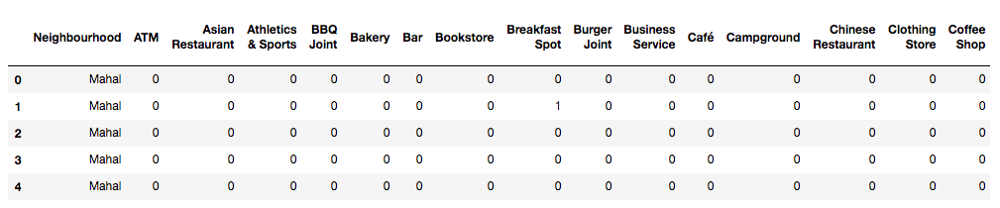 Neighbourhood ATM Asian Restaurant Athletics & Sports BBQ Joint Bakery Bar Bookstore Breakfast Spot Burger Joint Business Service Café Campground Chinese Restaurant Clothing Store Coffee Shop
0 Mahal 0 0 0 0 0 0 0 0 0 0 0 0 0 0 0
1 Mahal 0 0 0 0 0 0 0 1 0 0 0 0 0 0 0
2 Mahal 0 0 0 0 0 0 0 0 0 0 0 0 0 0 0
3 Mahal 0 0 0 0 0 0 0 0 0 0 0 0 0 0 0
4 Mahal 0 0 0 0 0 0 0 0 0 0 0 0 0 0 0